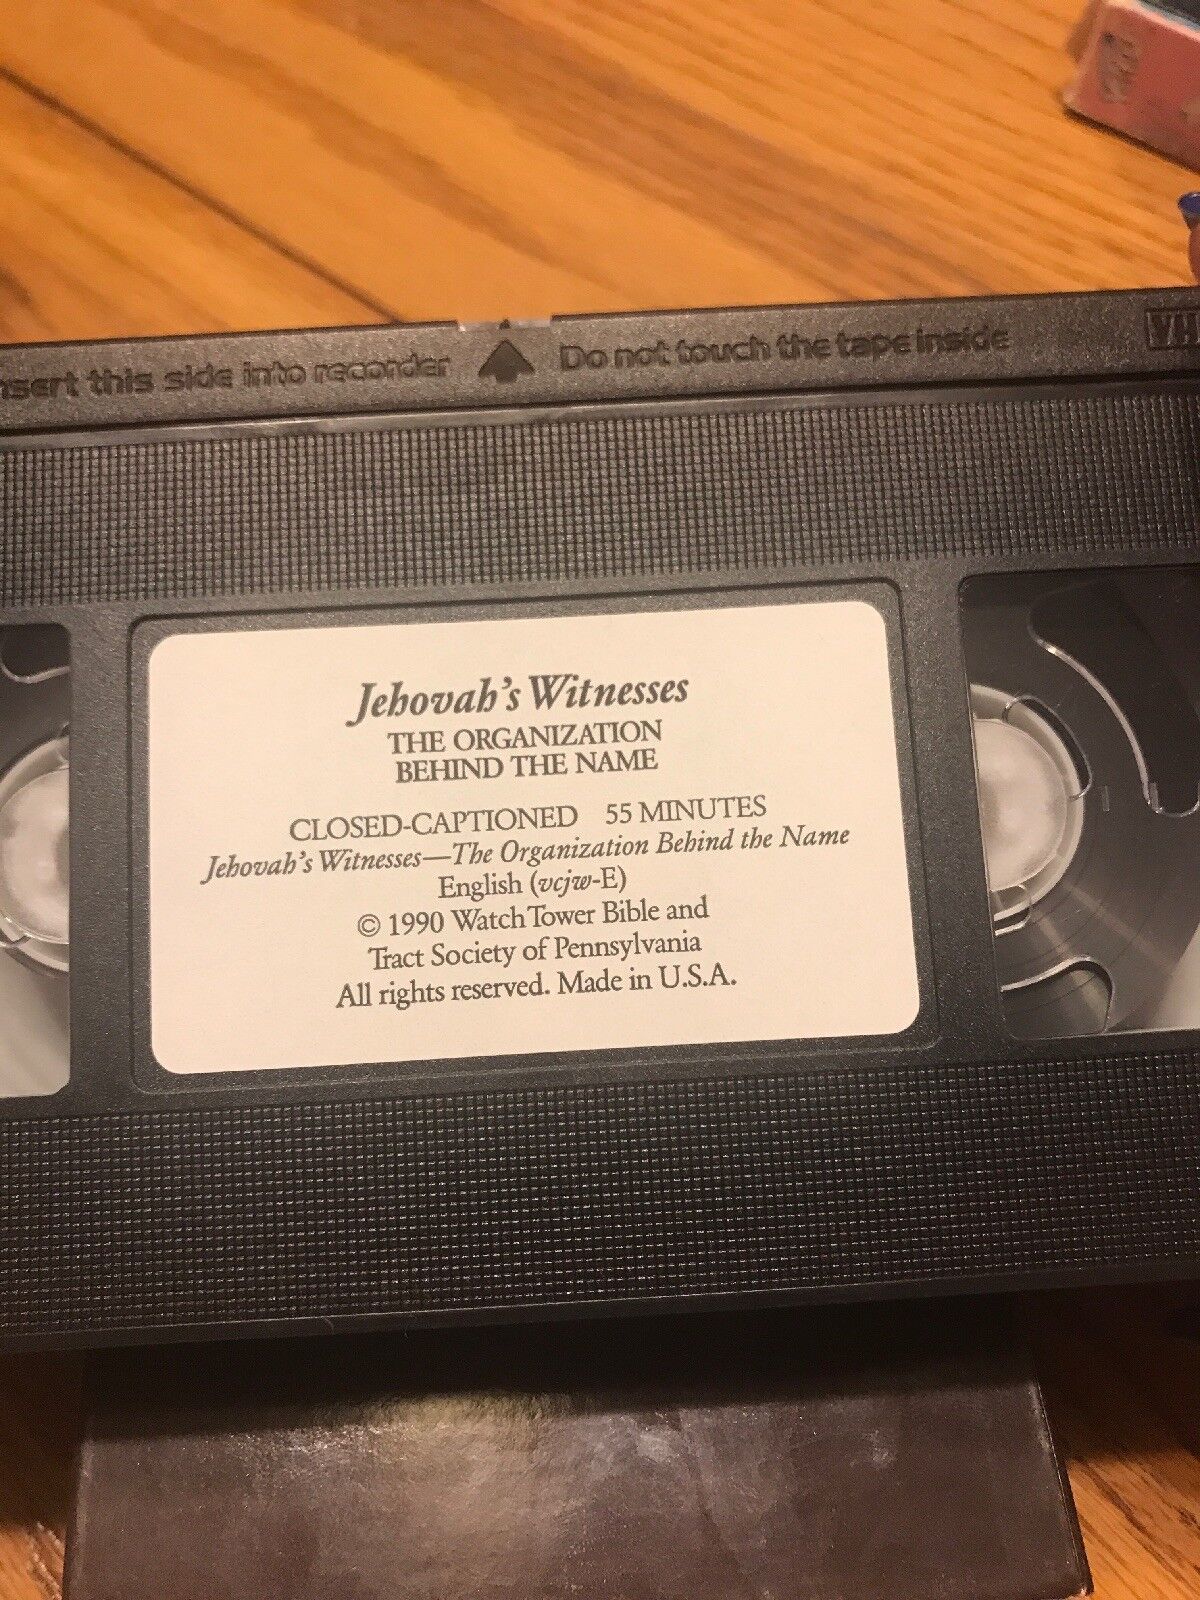 insert this side into recorder Do not touch the tape inside VH
Jehovah's Witnesses
THE ORGANIZATION
BEHIND THE NAME
CLOSED-CAPTIONED 55 MINUTES
Jehovah's Witnesses—The Organization Behind the Name
English (vcjw-E)
© 1990 Watch Tower Bible and
Tract Society of Pennsylvania
All rights reserved. Made in U.S.A.